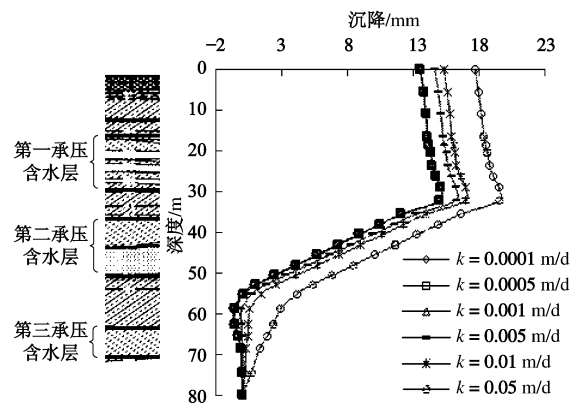 沉降/mm
−2 3 8 13 18 23
0
10
20
30
40
50
60
70
80
深度/m
第一承压
含水层
第二承压
含水层
第三承压
含水层
k = 0.0001 m/d
k = 0.0005 m/d
k = 0.001 m/d
k = 0.005 m/d
k = 0.01 m/d
k = 0.05 m/d